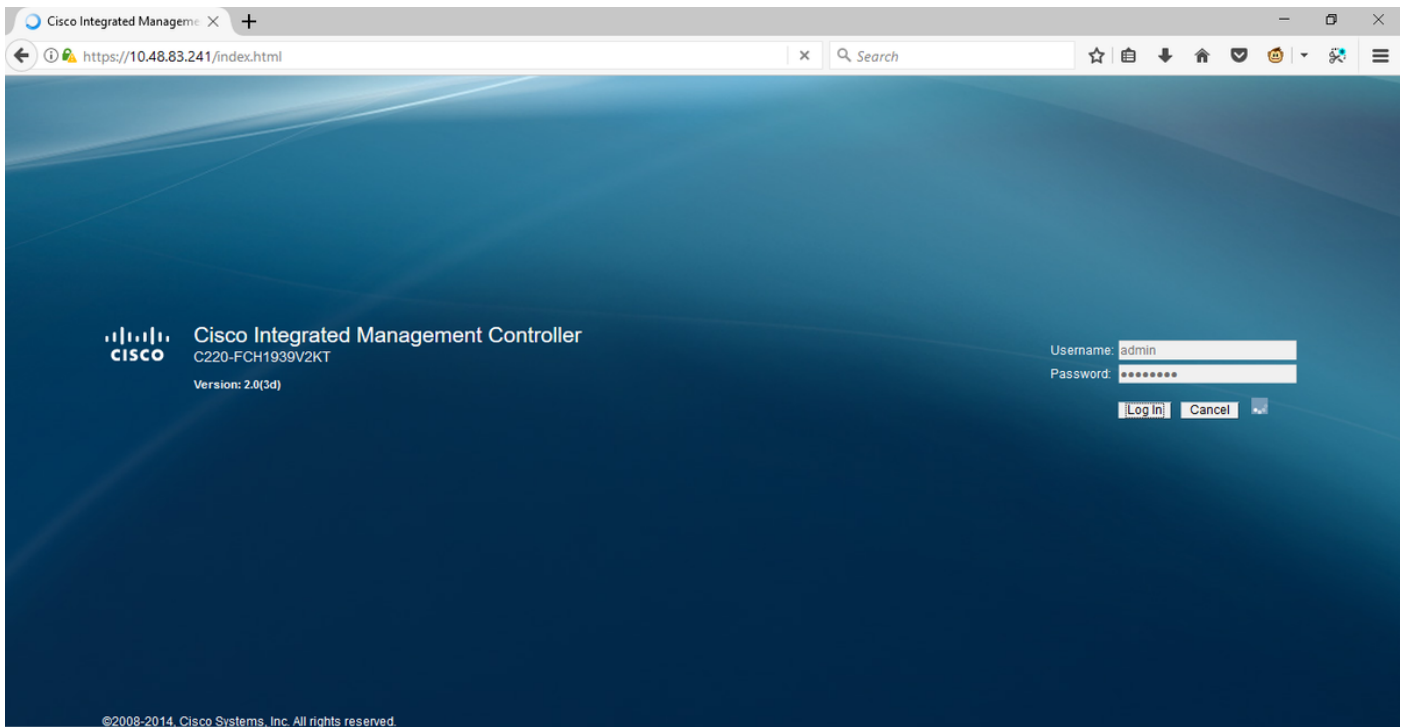 Cisco Integrated Manageme
https://10.48.83.241/index.html
Search
CISCO
Cisco Integrated Management Controller
C220-FCH1939V2KT
Version: 2.0(3d)
Username: admin
Password: ••••••••
Log In Cancel
©2008-2014, Cisco Systems, Inc. All rights reserved.